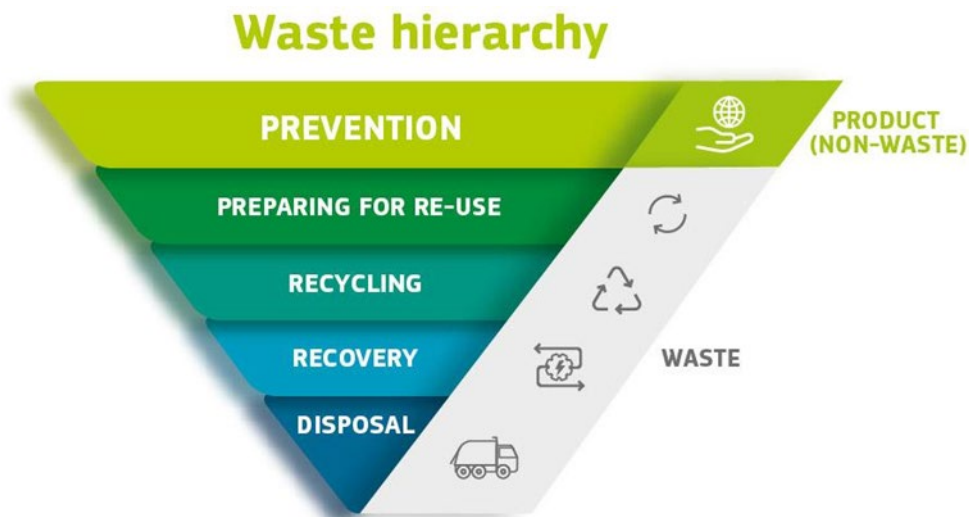 Waste hierarchy
PREVENTION
PRODUCT
(NON-WASTE)
PREPARING FOR RE-USE
RECYCLING
RECOVERY
WASTE
DISPOSAL